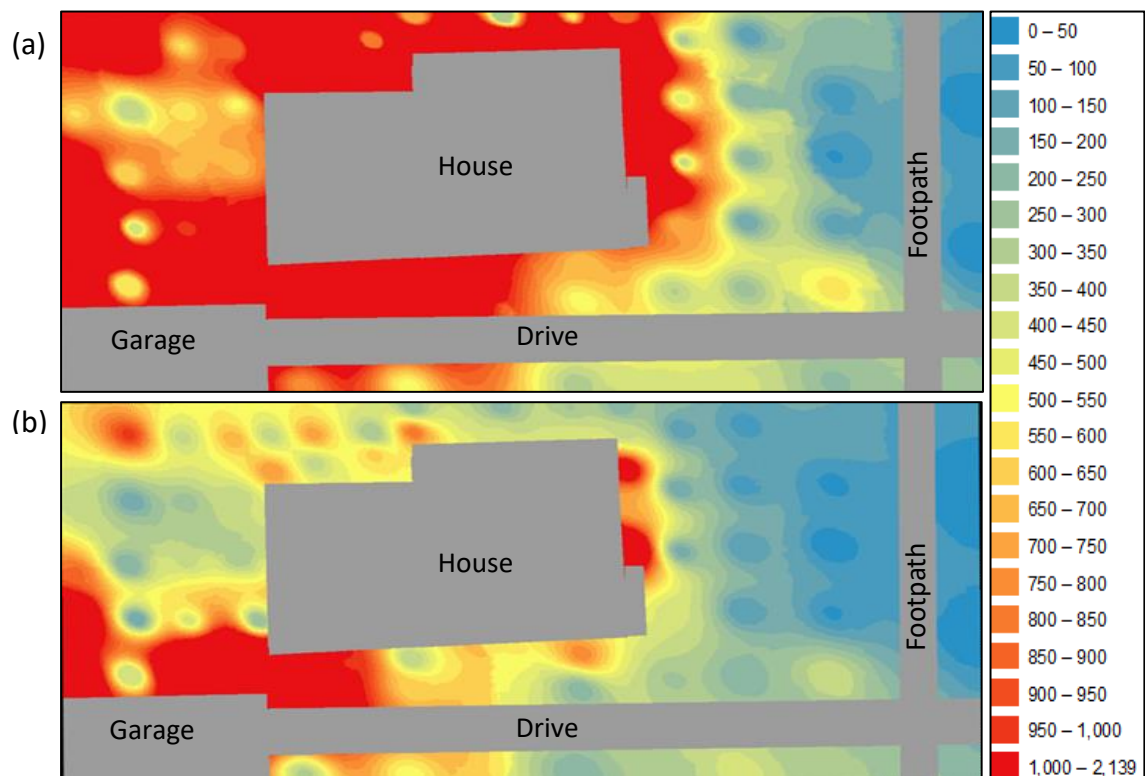 (a)
House
Footpath
Garage
Drive
(b)
House
Footpath
Garage
Drive
0 – 50
50 – 100
100 – 150
150 – 200
200 – 250
250 – 300
300 – 350
350 – 400
400 – 450
450 – 500
500 – 550
550 – 600
600 – 650
650 – 700
700 – 750
750 – 800
800 – 850
850 – 900
900 – 950
950 – 1,000
1,000 – 2,139